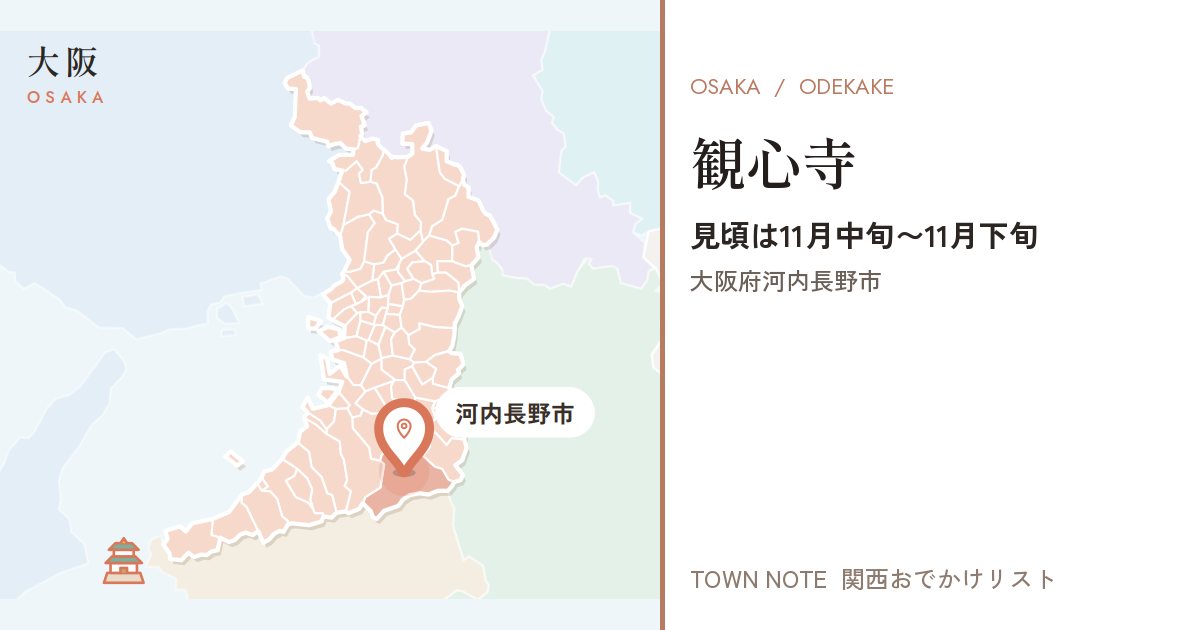 大阪
OSAKA
河内長野市
OSAKA / ODEKAKE
観心寺
見頃は11月中旬〜11月下旬
大阪府河内長野市
TOWN NOTE 関西おでかけリスト